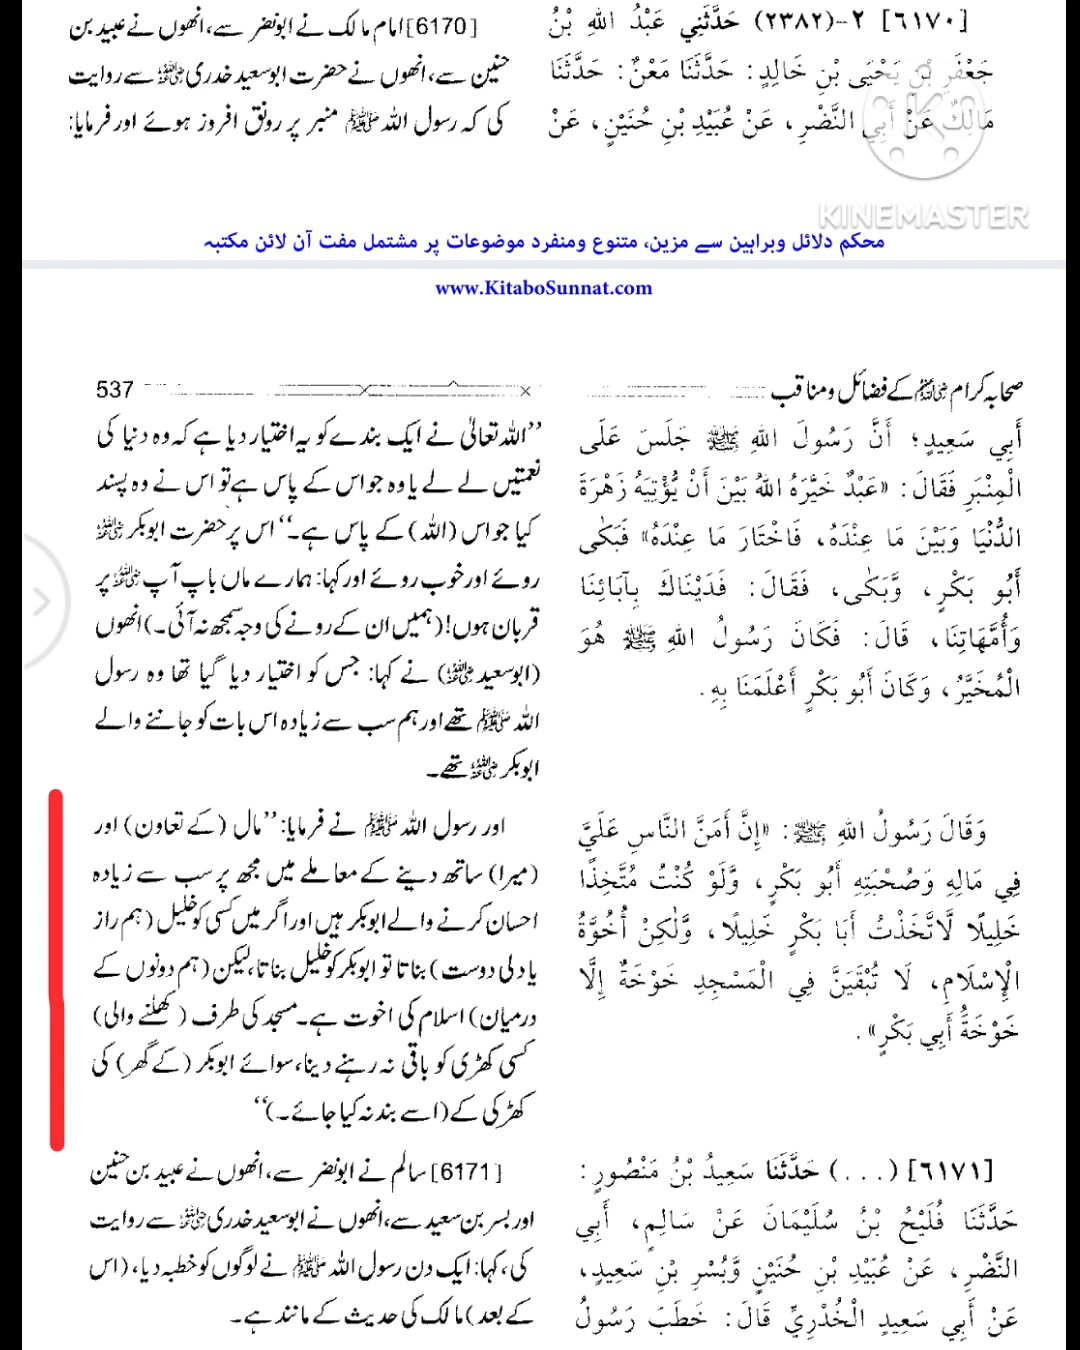 [٦١٧٠] ٢-(٢٣٨٢) حَدَّثَنِي عَبْدُ اللهِ بْنُ
جَعْفَرِ بْنِ يَحْيَى بْنِ خَالِدٍ: حَدَّثَنَا مَعْنٌ: حَدَّثَنَا
مَالِكٌ عَنْ أَبِي النَّضْرِ، عَنْ عُبَيْدِ بْنِ حُنَيْنٍ، عَنْ
[6170] امام مالک نے ابونضر سے، انھوں نے عبید بن
حنین سے، انھوں نے حضرت ابوسعید خدری رضی اللہ عنہ سے روایت
کی کہ رسول اللہ ﷺ منبر پر رونق افروز ہوئے اور فرمایا:
KINEMASTER
محکم دلائل وبراہین سے مزین، متنوع ومنفرد موضوعات پر مشتمل مفت آن لائن مکتبہ
www.KitaboSunnat.com
صحابہ کرام رضی اللہ عنہم کے فضائل و مناقب
537
أَبِي سَعِيدٍ؛ أَنَّ رَسُولَ اللهِ ﷺ جَلَسَ عَلَى
الْمِنْبَرِ فَقَالَ: «عَبْدٌ خَيَّرَهُ اللهُ بَيْنَ أَنْ يُّؤْتِيَهُ زَهْرَةَ
الدُّنْيَا وَبَيْنَ مَا عِنْدَهُ، فَاخْتَارَ مَا عِنْدَهُ» فَبَكٰى
أَبُو بَكْرٍ، وَّبَكٰى، فَقَالَ: فَدَيْنَاكَ بِآبَائِنَا
وَأُمَّهَاتِنَا، قَالَ: فَكَانَ رَسُولُ اللهِ ﷺ هُوَ
الْمُخَيَّرُ، وَكَانَ أَبُو بَكْرٍ أَعْلَمَنَا بِهِ.
’’اللہ تعالیٰ نے ایک بندے کو یہ اختیار دیا ہے کہ وہ دنیا کی
نعمتیں لے لے یا وہ جو اس کے پاس ہے تو اس نے وہ پسند
کیا جو اس (اللہ) کے پاس ہے۔‘‘ اس پر حضرت ابوبکر رضی اللہ عنہ
روئے اور خوب روئے اور کہا: ہمارے ماں باپ آپ ﷺ پر
قربان ہوں! (ہمیں ان کے رونے کی وجہ سمجھ نہ آئی۔) انھوں
(ابوسعید رضی اللہ عنہ) نے کہا: جس کو اختیار دیا گیا تھا وہ رسول
اللہ ﷺ تھے اور ہم سب سے زیادہ اس بات کو جاننے والے
ابوبکر رضی اللہ عنہ تھے۔
وَقَالَ رَسُولُ اللهِ ﷺ: «إِنَّ أَمَنَّ النَّاسِ عَلَيَّ
فِي مَالِهِ وَصُحْبَتِهِ أَبُو بَكْرٍ، وَّلَوْ كُنْتُ مُتَّخِذًا
خَلِيلًا لَاتَّخَذْتُ أَبَا بَكْرٍ خَلِيلًا، وَّلٰكِنْ أُخُوَّةُ
الْإِسْلَامِ، لَا تُبْقَيَنَّ فِي الْمَسْجِدِ خَوْخَةٌ إِلَّا
خَوْخَةُ أَبِي بَكْرٍ».
اور رسول اللہ ﷺ نے فرمایا: ’’مال (کے تعاون) اور
(میرا) ساتھ دینے کے معاملے میں مجھ پر سب سے زیادہ
احسان کرنے والے ابوبکر ہیں اور اگر میں کسی کو خلیل (ہم راز
یا دلی دوست) بناتا تو ابوبکر کو خلیل بناتا، لیکن (ہم دونوں کے
درمیان) اسلام کی اخوت ہے۔ مسجد کی طرف (کھلنے والی)
کسی کھڑکی کو باقی نہ رہنے دینا، سوائے ابوبکر (کے گھر) کی
کھڑکی کے (اسے بند نہ کیا جائے۔)‘‘
[٦١٧١] (...) حَدَّثَنَا سَعِيدُ بْنُ مَنْصُورٍ:
حَدَّثَنَا فُلَيْحُ بْنُ سُلَيْمَانَ عَنْ سَالِمٍ، أَبِي
النَّضْرِ، عَنْ عُبَيْدِ بْنِ حُنَيْنٍ وَّبُسْرِ بْنِ سَعِيدٍ،
عَنْ أَبِي سَعِيدٍ الْخُدْرِيِّ قَالَ: خَطَبَ رَسُولُ
[6171] سالم نے ابونضر سے، انھوں نے عبید بن حنین
اور بسر بن سعید سے، انھوں نے ابوسعید خدری رضی اللہ عنہ سے روایت
کی، کہا: ایک دن رسول اللہ ﷺ نے لوگوں کو خطبہ دیا، (اس
کے بعد) مالک کی حدیث کے مانند ہے۔